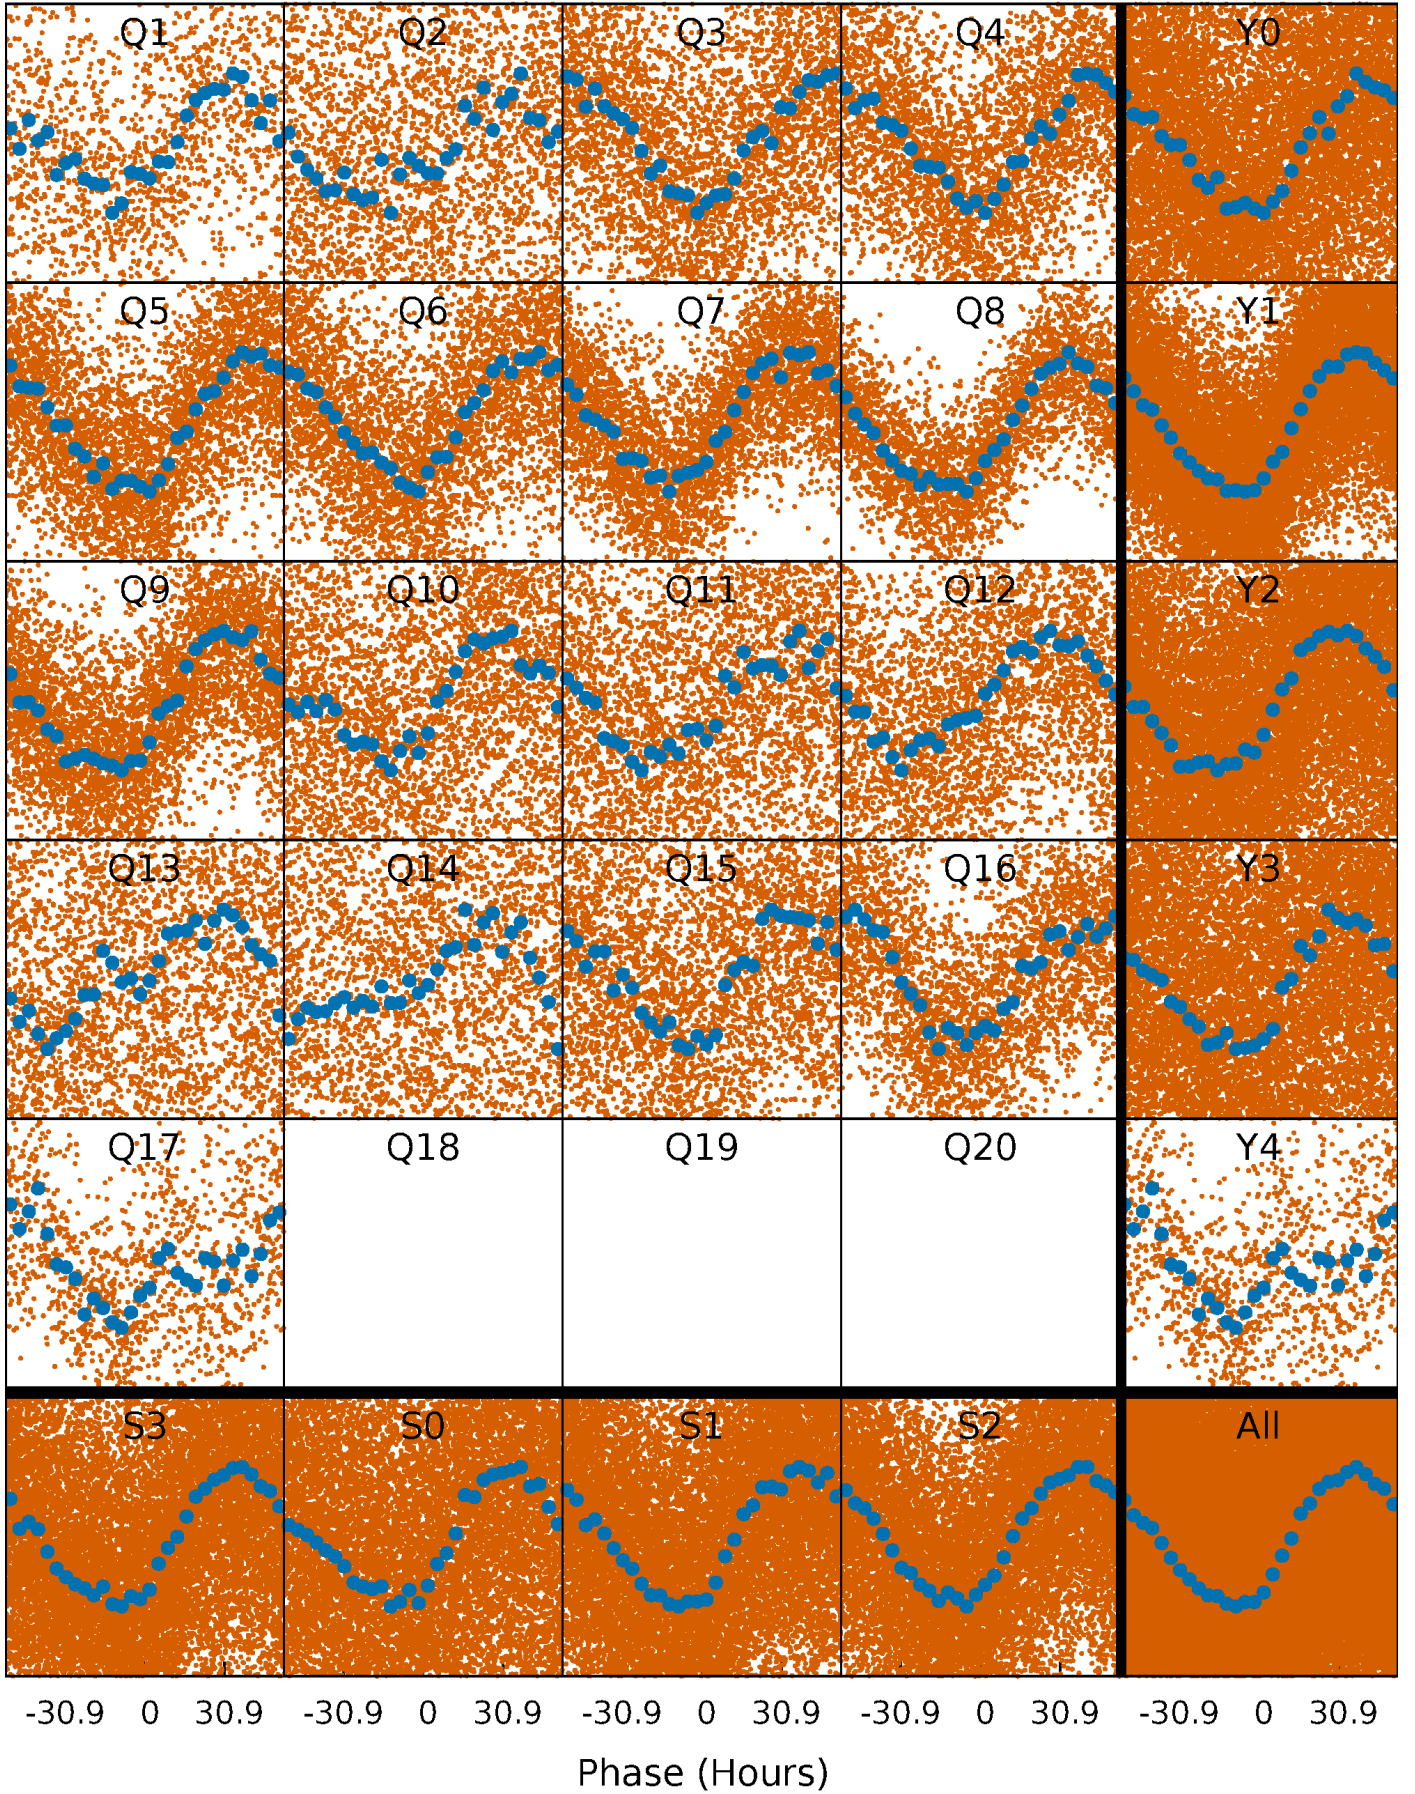 Q1 Q2 Q3 Q4 Y0
Q5 Q6 Q7 Q8 Y1
Q9 Q10 Q11 Q12 Y2
Q13 Q14 Q15 Q16 Y3
Q17 Q18 Q19 Q20 Y4
S3 S0 S1 S2 All
-30.9 0 30.9 -30.9 0 30.9 -30.9 0 30.9 -30.9 0 30.9 -30.9 0 30.9
Phase (Hours)